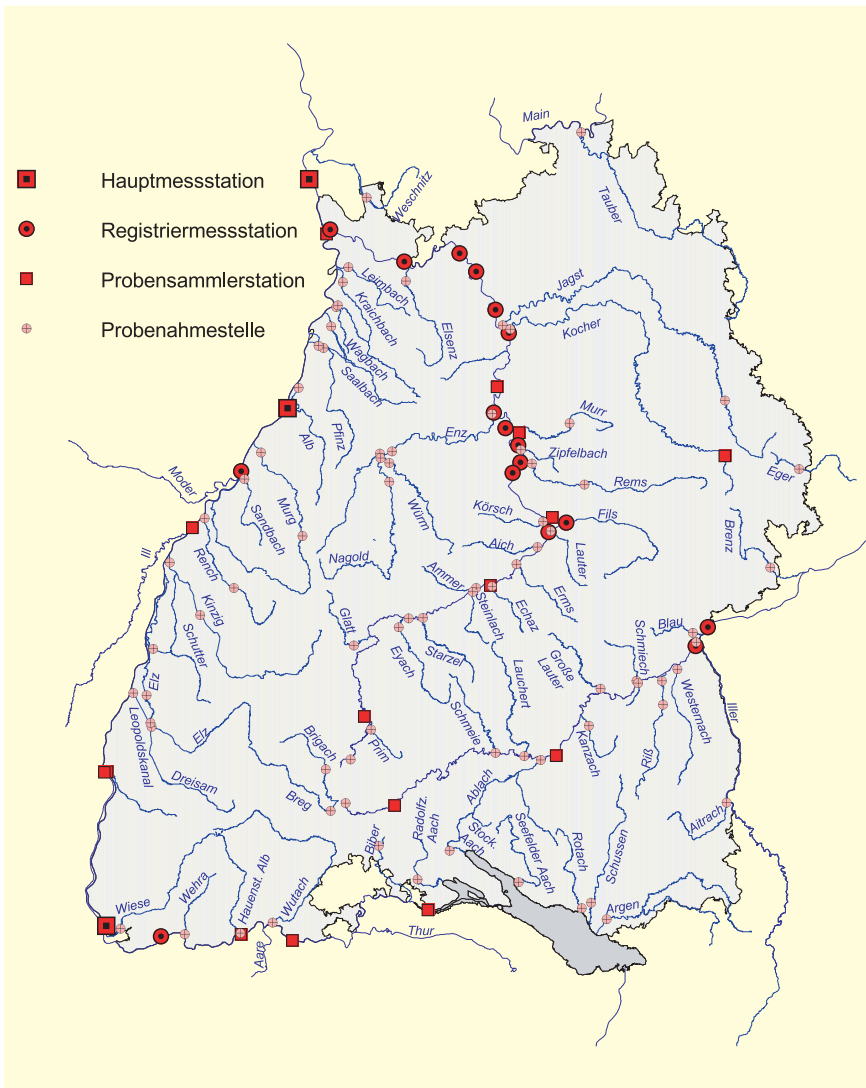 Hauptmessstation
Registriermessstation
Probensammlerstation
Probenahmestelle
Main
Weschnitz
Tauber
Leimbach
Jagst
Kraichbach
Kocher
Elsenz
Wagbach
Saalbach
Murr
Alb
Pfinz
Enz
Zipfelbach
Eger
Moder
Rems
Würm
Murg
Sandbach
Körsch
Fils
Brenz
Ill
Aich
Lauter
Rench
Nagold
Ammer
Erms
Kinzig
Glatt
Steinlach
Echaz
Blau
Schutter
Eyach
Starzel
Große
Lauter
Schmiech
Elz
Lauchert
Westernach
Iller
Leopoldskanal
Elz
Brigach
Prim
Schmeie
Kanzach
Riß
Dreisam
Breg
Ablach
Aitrach
Biber
Radolfz.
Aach
Stock.
Aach
Seefelder Aach
Rotach
Schussen
Wiese
Wehra
Hauenst. Alb
Wutach
Argen
Aare
Thur